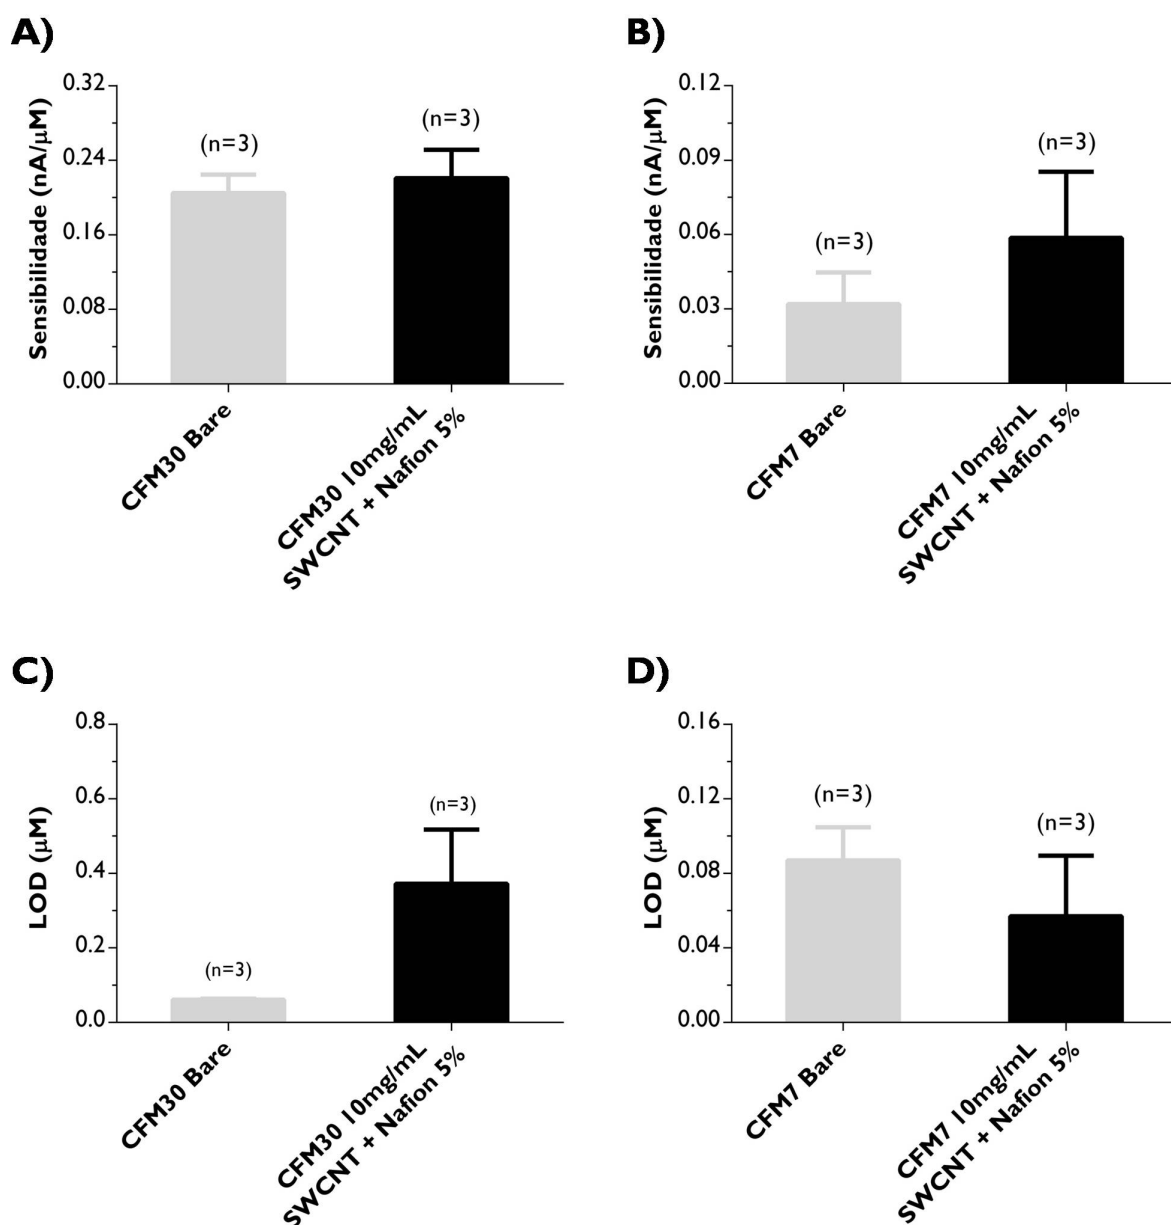 A)
Sensibilidade (nA/μM)
0.32
0.24
0.16
0.08
0.00
(n=3)
(n=3)
CFM30 Bare
CFM30 10mg/mL
SWCNT + Nafion 5%
B)
Sensibilidade (nA/μM)
0.12
0.09
0.06
0.03
0.00
(n=3)
(n=3)
CFM7 Bare
CFM7 10mg/mL
SWCNT + Nafion 5%
C)
LOD (μM)
0.8
0.6
0.4
0.2
0.0
(n=3)
(n=3)
CFM30 Bare
CFM30 10mg/mL
SWCNT + Nafion 5%
D)
LOD (μM)
0.16
0.12
0.08
0.04
0.00
(n=3)
(n=3)
CFM7 Bare
CFM7 10mg/mL
SWCNT + Nafion 5%